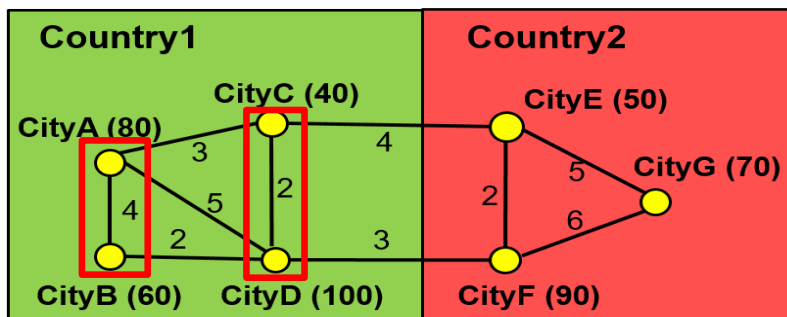 Country1
Country2
CityC (40)
CityE (50)
CityA (80)
3
4
CityG (70)
5
2
4
5
2
6
2
3
CityB (60)
CityD (100)
CityF (90)